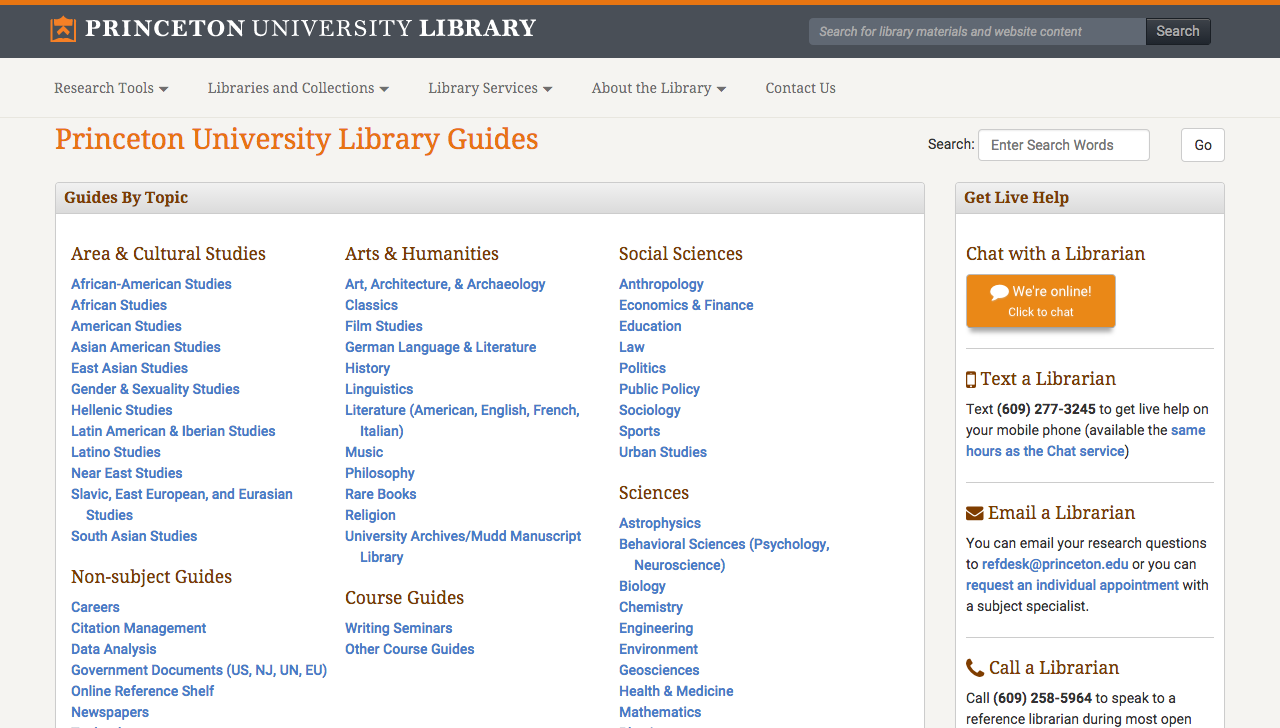 PRINCETON UNIVERSITY LIBRARY
Search for library materials and website content
Search
Research Tools
Libraries and Collections
Library Services
About the Library
Contact Us
Princeton University Library Guides
Search:
Enter Search Words
Go
Guides By Topic
Area & Cultural Studies
African-American Studies
African Studies
American Studies
Asian American Studies
East Asian Studies
Gender & Sexuality Studies
Hellenic Studies
Latin American & Iberian Studies
Latino Studies
Near East Studies
Slavic, East European, and Eurasian
Studies
South Asian Studies
Non-subject Guides
Careers
Citation Management
Data Analysis
Government Documents (US, NJ, UN, EU)
Online Reference Shelf
Newspapers
Arts & Humanities
Art, Architecture, & Archaeology
Classics
Film Studies
German Language & Literature
History
Linguistics
Literature (American, English, French,
Italian)
Music
Philosophy
Rare Books
Religion
University Archives/Mudd Manuscript
Library
Course Guides
Writing Seminars
Other Course Guides
Social Sciences
Anthropology
Economics & Finance
Education
Law
Politics
Public Policy
Sociology
Sports
Urban Studies
Sciences
Astrophysics
Behavioral Sciences (Psychology,
Neuroscience)
Biology
Chemistry
Engineering
Environment
Geosciences
Health & Medicine
Mathematics
Get Live Help
Chat with a Librarian
We're online!
Click to chat
Text a Librarian
Text (609) 277-3245 to get live help on
your mobile phone (available the same
hours as the Chat service)
Email a Librarian
You can email your research questions
to refdesk@princeton.edu or you can
request an individual appointment with
a subject specialist.
Call a Librarian
Call (609) 258-5964 to speak to a
reference librarian during most open